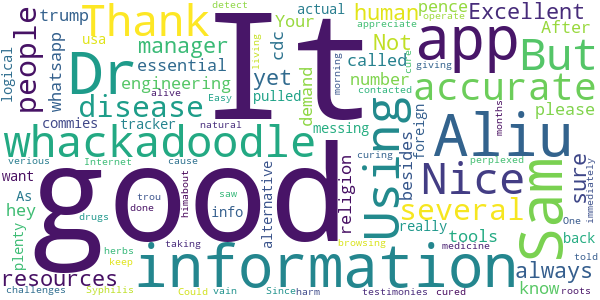 It
good
Dr
Aliu
Sam
information
app
whackadoodle
Thank
Nice
Using
But
accurate
disease
people
several
resources
manager
human
Excellent
engineering
always
sure
tools
trump
pence
Not
number
please
religion
yet
essential
cdc
called
besides
foreign
demand
know
back
plenty
hey
info
alternative
really
whatsapp
logical
usa
Your
actual
After
commies
tracker
pulled
messing
want
As
challenges
verious
Internet
cause
drugs
herbs
keep
Syphilis
trou
done
himabout
natural
alive
Easy
saw
taking
Could
vain
Since
harm
browsing
testimonies
cured
curing
living
giving
morning
detect
appreciate
operate
contacted
cure
months
perplexed
One
medicine
told
roots
immediately